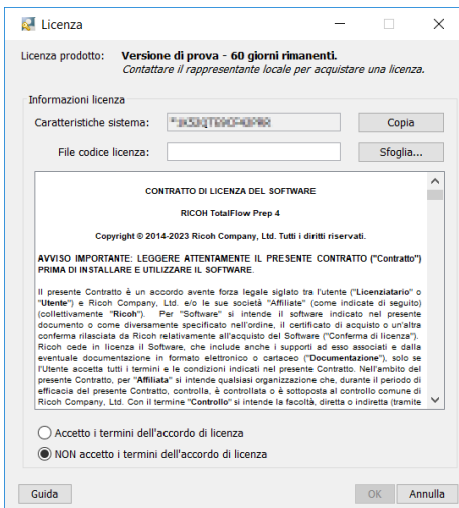 Licenza
Licenza prodotto: Versione di prova - 60 giorni rimanenti.
Contattare il rappresentante locale per acquistare una licenza.
Informazioni licenza
Caratteristiche sistema:
Copia
File codice licenza:
Sfoglia...
CONTRATTO DI LICENZA DEL SOFTWARE
RICOH TotalFlow Prep 4
Copyright © 2014-2023 Ricoh Company, Ltd. Tutti i diritti riservati.
AVVISO IMPORTANTE: LEGGERE ATTENTAMENTE IL PRESENTE CONTRATTO ("Contratto")
PRIMA DI INSTALLARE E UTILIZZARE IL SOFTWARE.
Il presente Contratto è un accordo avente forza legale siglato tra l'utente ("Licenziatario" o
"Utente") e Ricoh Company, Ltd. e/o le sue società "Affiliate" (come indicate di seguito)
(collettivamente "Ricoh"). Per "Software" si intende il software indicato nel presente
documento o come diversamente specificato nell'ordine, il certificato di acquisto o un'altra
conferma rilasciata da Ricoh relativamente all'acquisto del Software ("Conferma di licenza").
Ricoh cede in licenza il Software, che include anche i supporti ad esso associati e dalla
eventuale documentazione in formato elettronico o cartaceo ("Documentazione"), solo se
l'Utente accetta tutti i termini e le condizioni indicati nel presente Contratto. Nell'ambito del
presente Contratto, per "Affiliata" si intende qualsiasi organizzazione che, durante il periodo di
efficacia del presente Contratto, controlla, è controllata o è sottoposta al controllo comune di
Ricoh Company, Ltd. Con il termine "Controllo" si intende la facoltà, diretta o indiretta (tramite
Accetto i termini dell'accordo di licenza
NON accetto i termini dell'accordo di licenza
Guida
OK
Annulla